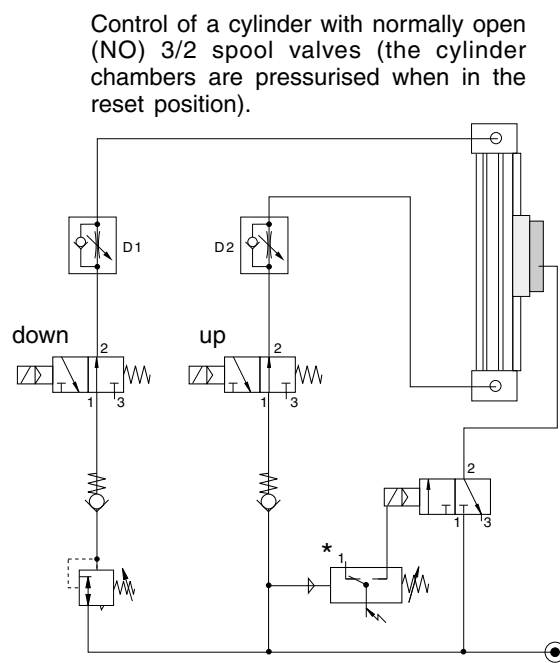 Control of a cylinder with normally open
(NO) 3/2 spool valves (the cylinder
chambers are pressurised when in the
reset position).
D1
D2
down
up
2
2
1
3
1
3
2
1
3
*
1